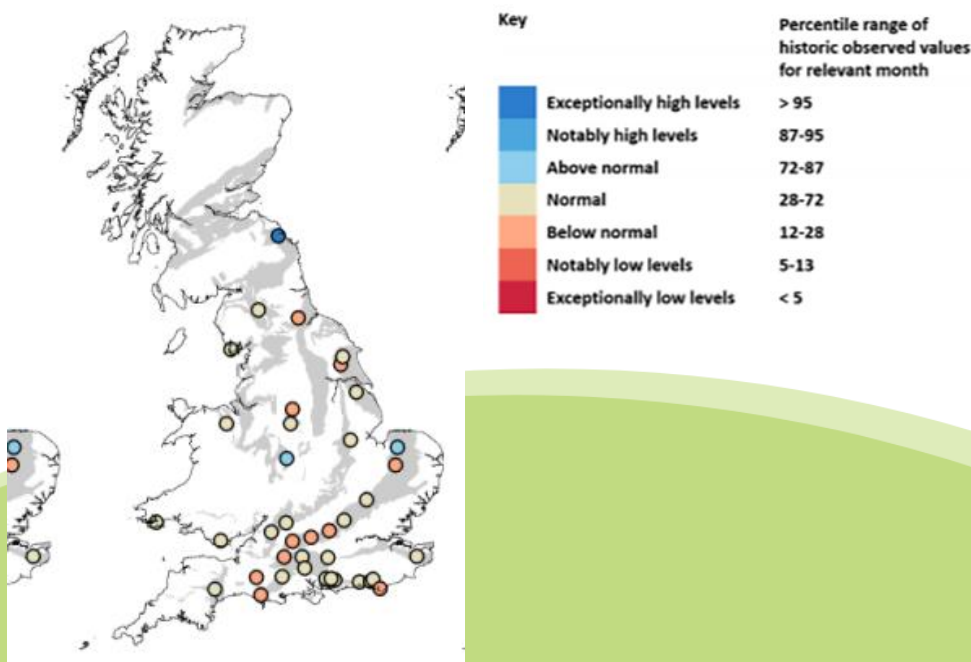 Key
Percentile range of
historic observed values
for relevant month
Exceptionally high levels > 95
Notably high levels 87-95
Above normal 72-87
Normal 28-72
Below normal 12-28
Notably low levels 5-13
Exceptionally low levels < 5